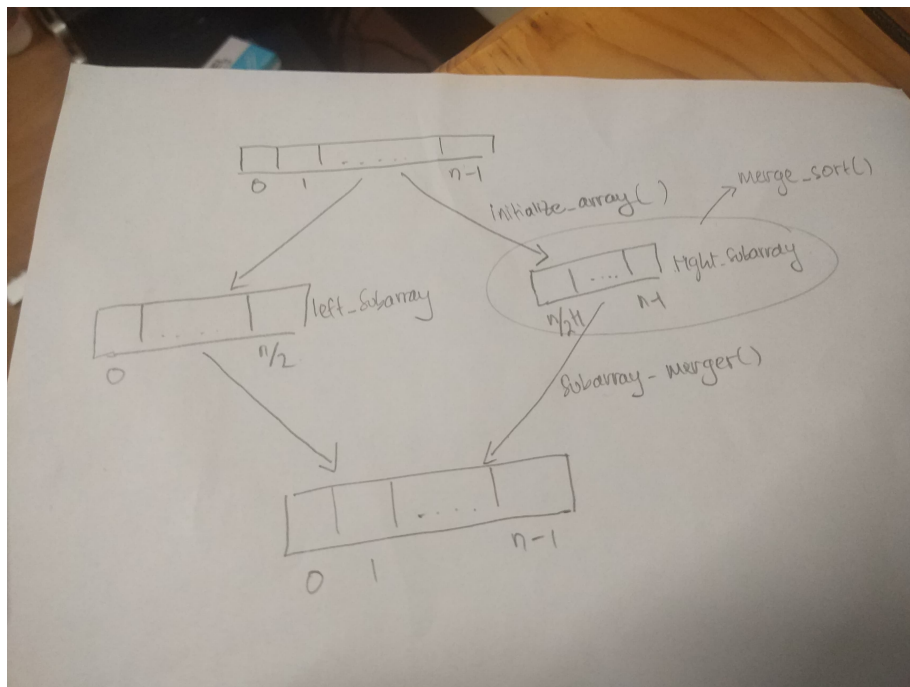 0 1 ..... n-1
merge_sort()
initialize_array()
right_subarray
.....
n/2+1 n-1
left_subarray
.....
0 n/2
subarray_merger()
.....
0 1 n-1